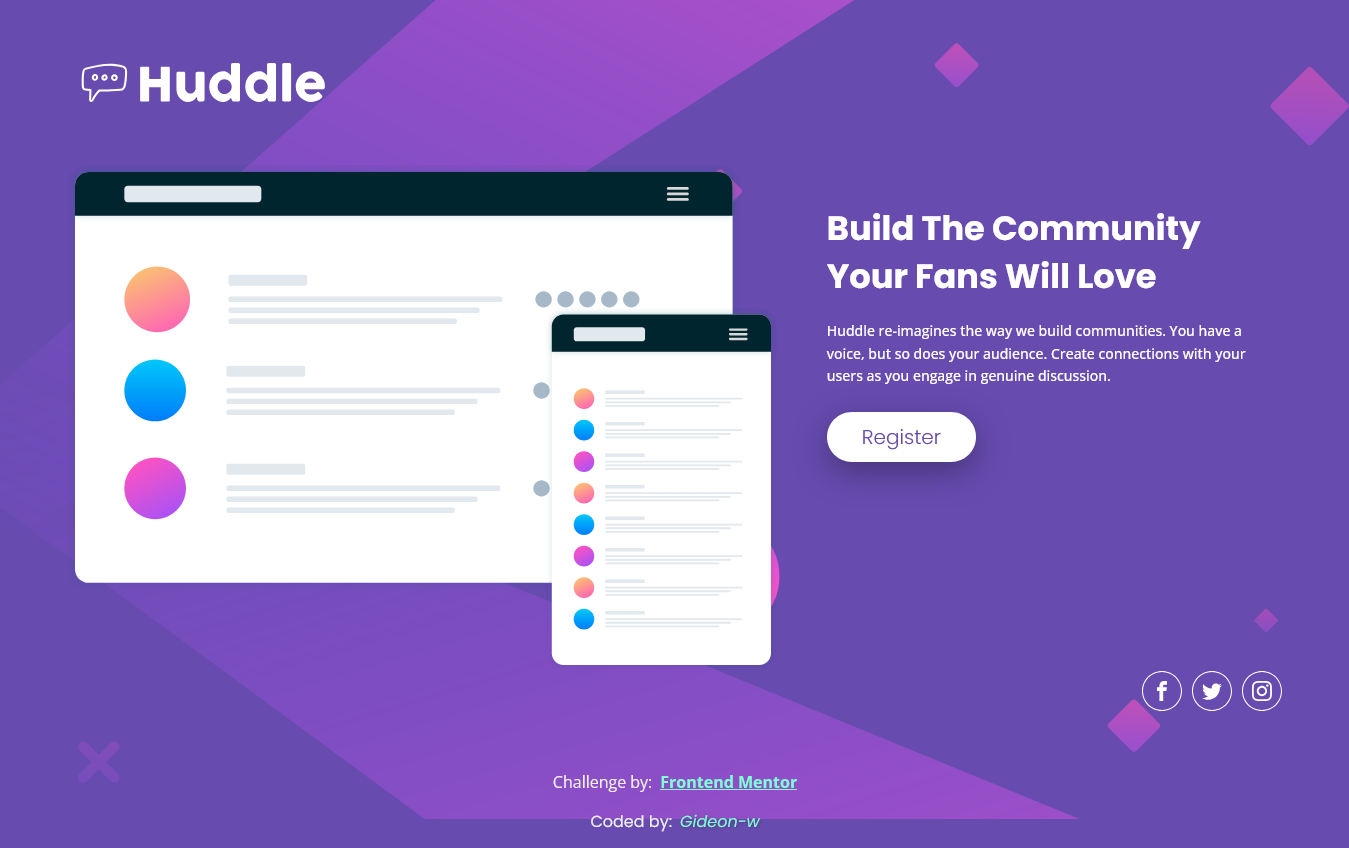 Huddle
Build The Community
Your Fans Will Love
Huddle re-imagines the way we build communities. You have a
voice, but so does your audience. Create connections with your
users as you engage in genuine discussion.
Register
Challenge by: Frontend Mentor
Coded by: Gideon-w